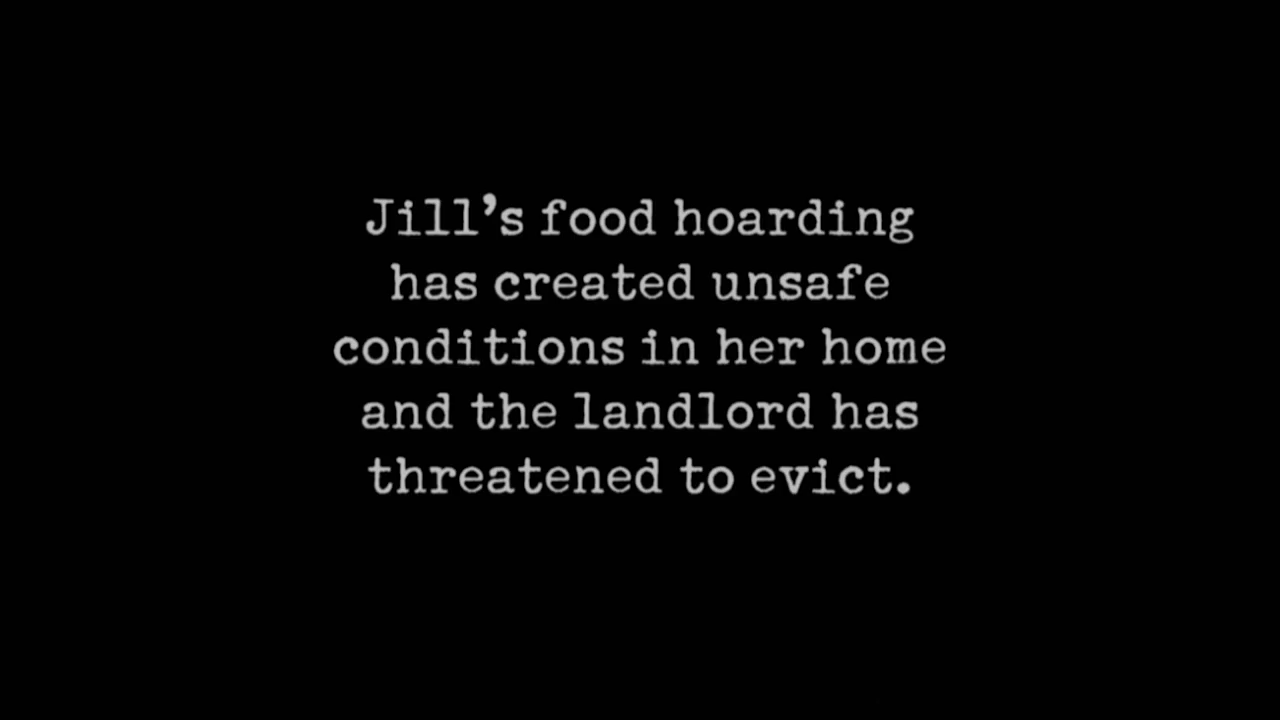 Jill’s food hoarding
has created unsafe
conditions in her home
and the landlord has
threatened to evict.